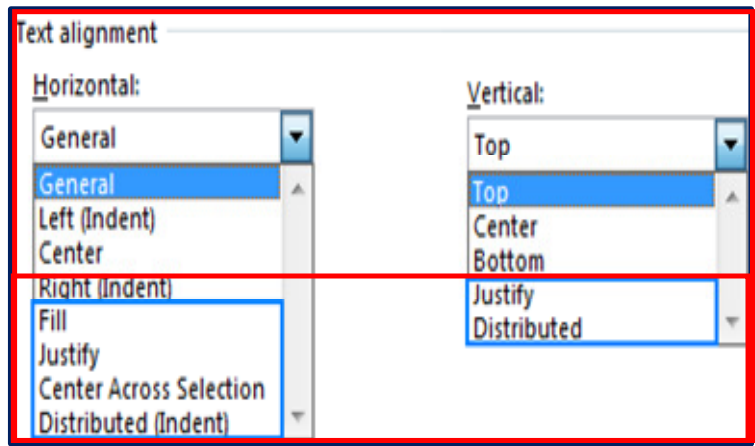 Text alignment
Horizontal:
General
General
Left (Indent)
Center
Right (Indent)
Fill
Justify
Center Across Selection
Distributed (Indent)
Vertical:
Top
Top
Center
Bottom
Justify
Distributed